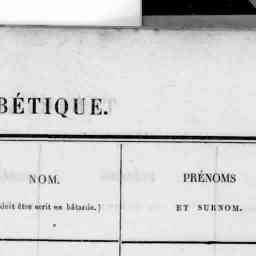 BÉTIQUE.
NOM. PRÉNOMS
doit être écrit en bâtarde.) ET SURNOM.